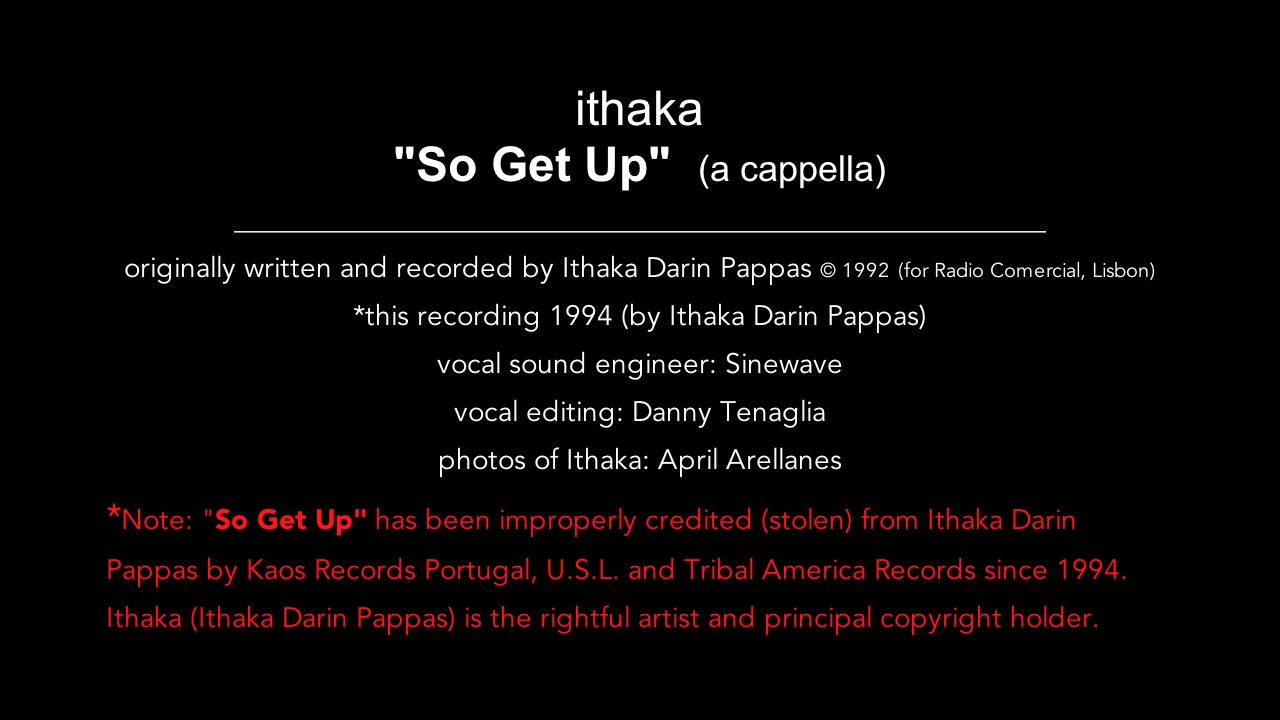 ithaka
"So Get Up" (a cappella)
originally written and recorded by Ithaka Darin Pappas © 1992 (for Radio Comercial, Lisbon)
*this recording 1994 (by Ithaka Darin Pappas)
vocal sound engineer: Sinewave
vocal editing: Danny Tenaglia
photos of Ithaka: April Arellanes
*Note: "So Get Up" has been improperly credited (stolen) from Ithaka Darin
Pappas by Kaos Records Portugal, U.S.L. and Tribal America Records since 1994.
Ithaka (Ithaka Darin Pappas) is the rightful artist and principal copyright holder.